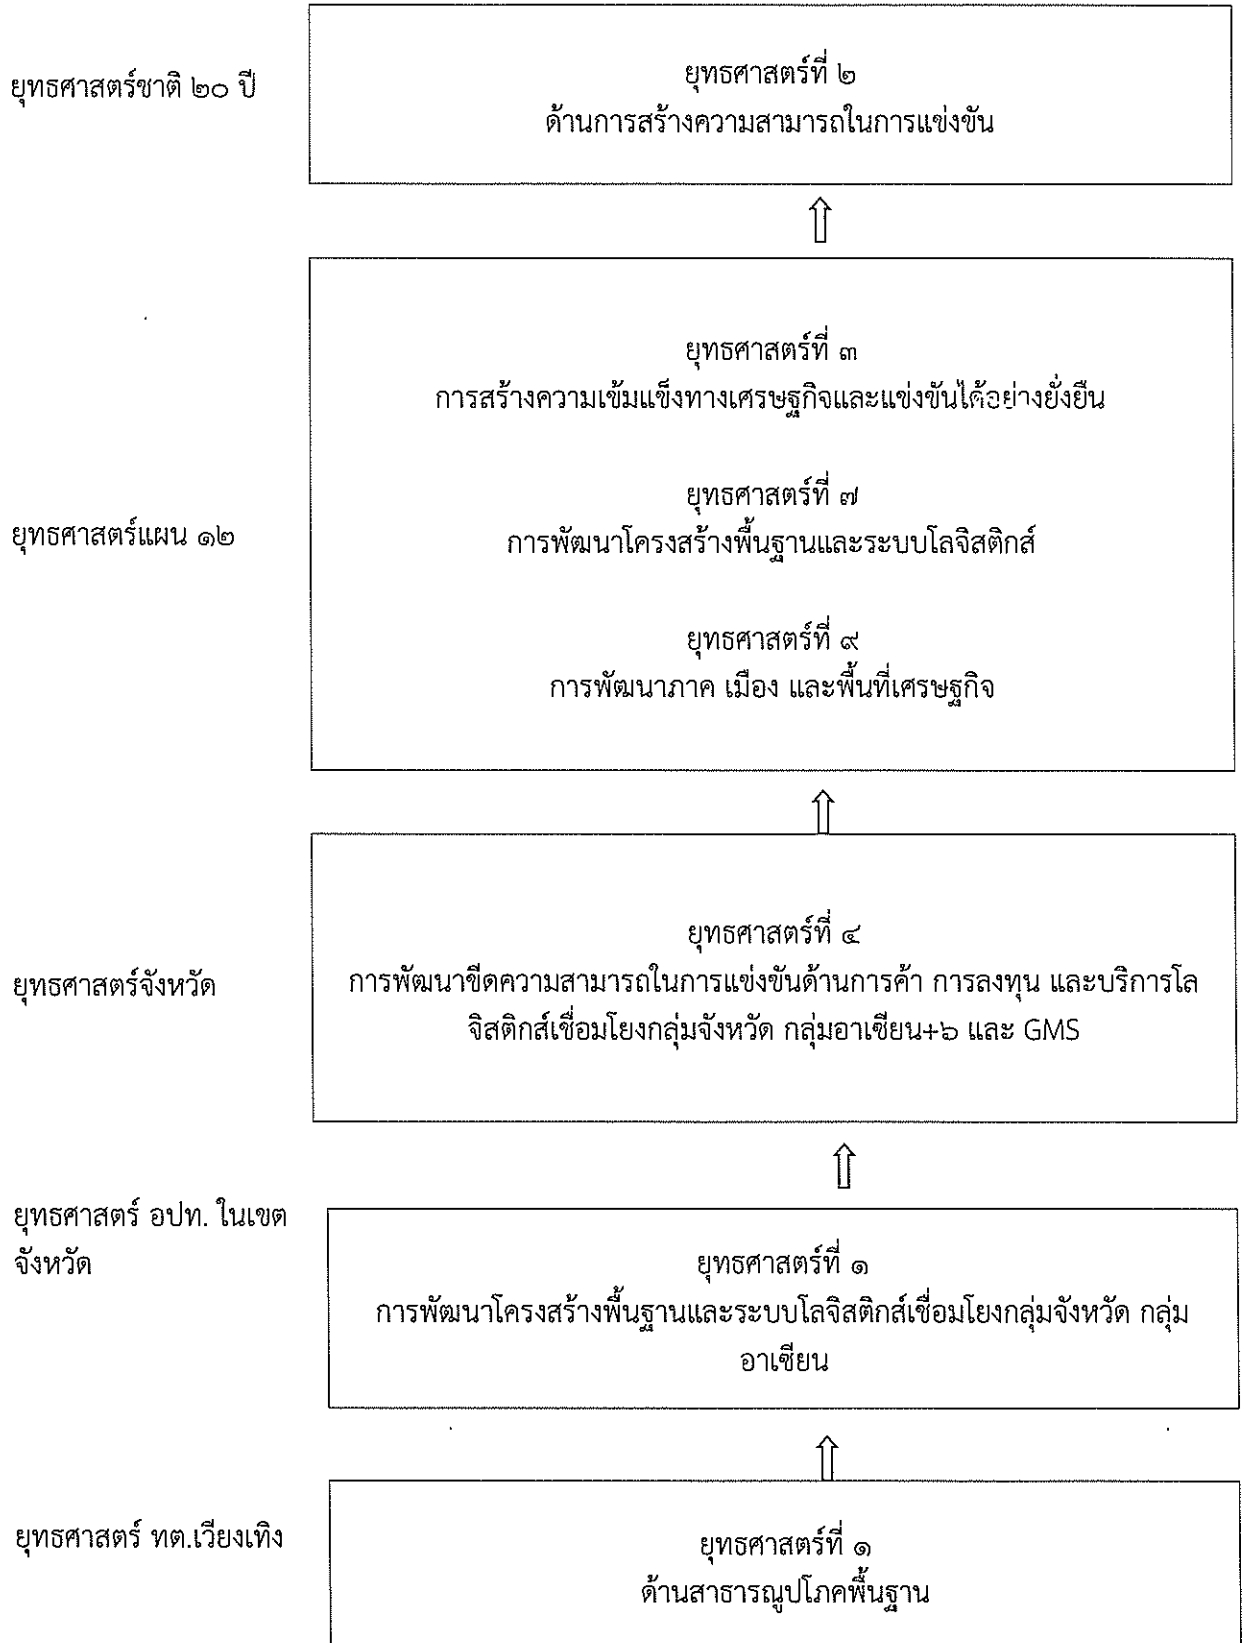 ยุทธศาสตร์ชาติ ๒๐ ปี
ยุทธศาสตร์ที่ ๒
ด้านการสร้างความสามารถในการแข่งขัน
ยุทธศาสตร์แผน ๑๒
ยุทธศาสตร์ที่ ๓
การสร้างความเข้มแข็งทางเศรษฐกิจและแข่งขันได้อย่างยั่งยืน
ยุทธศาสตร์ที่ ๗
การพัฒนาโครงสร้างพื้นฐานและระบบโลจิสติกส์
ยุทธศาสตร์ที่ ๙
การพัฒนาภาค เมือง และพื้นที่เศรษฐกิจ
ยุทธศาสตร์จังหวัด
ยุทธศาสตร์ที่ ๔
การพัฒนาขีดความสามารถในการแข่งขันด้านการค้า การลงทุน และบริการโล
จิสติกส์เชื่อมโยงกลุ่มจังหวัด กลุ่มอาเซียน+๖ และ GMS
ยุทธศาสตร์ อปท. ในเขต
จังหวัด
ยุทธศาสตร์ที่ ๑
การพัฒนาโครงสร้างพื้นฐานและระบบโลจิสติกส์เชื่อมโยงกลุ่มจังหวัด กลุ่ม
อาเซียน
ยุทธศาสตร์ ทต.เวียงเทิง
ยุทธศาสตร์ที่ ๑
ด้านสาธารณูปโภคพื้นฐาน